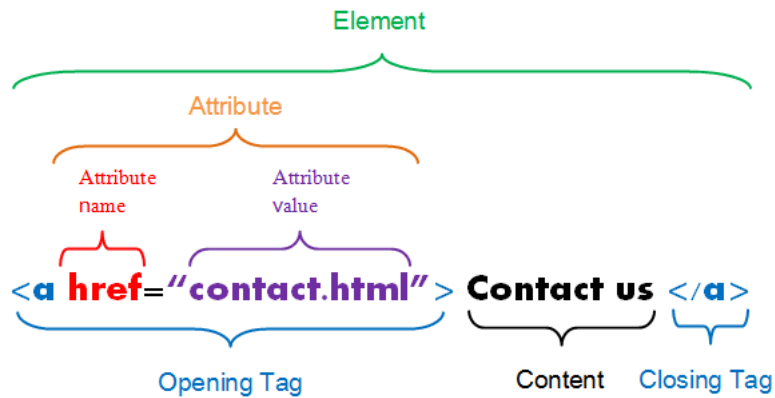 Element
Attribute
Attribute Attribute
name value
<a href=“contact.html”> Contact us </a>
Opening Tag Content Closing Tag